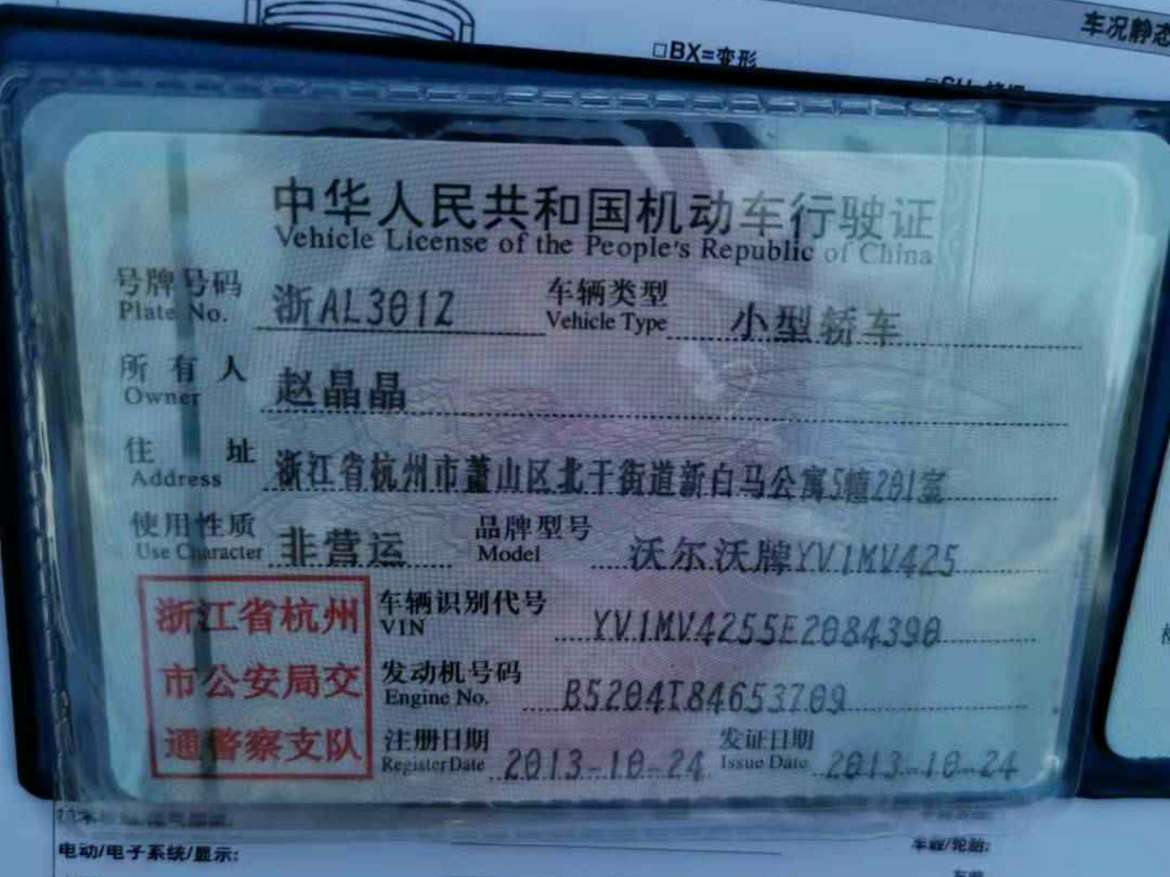 车况静态
□BX=变形
中华人民共和国机动车行驶证
Vehicle License of the People's Republic of China
号牌号码 浙AL301Z 车辆类型 小型轿车
Plate No. Vehicle Type
所有人 赵晶晶
Owner
住址 浙江省杭州市萧山区北干街道新白马公寓5幢201室
Address
使用性质 非营运 品牌型号 沃尔沃牌YV1MV425
Use Character Model
浙江省杭州 车辆识别代号 YV1MV4255E2084390
VIN
市公安局交 发动机号码 B5204T84653709
Engine No.
通警察支队 注册日期 2013-10-24 发证日期 2013-10-24
Register Date Issue Date
电动/电子系统/显示: